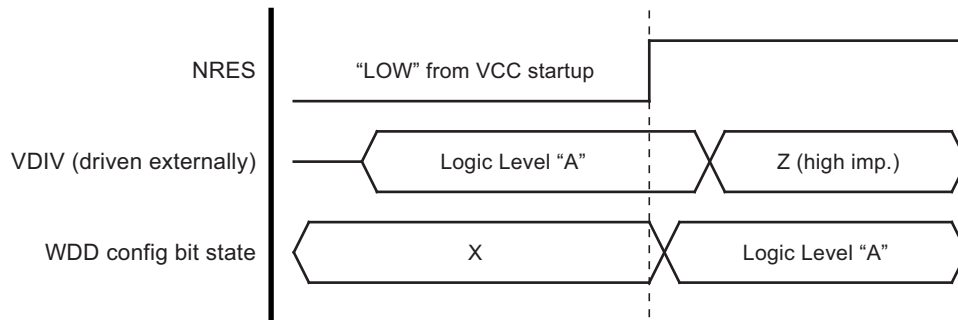 NRES
“LOW” from VCC startup
VDIV (driven externally)
Logic Level “A”
Z (high imp.)
WDD config bit state
X
Logic Level “A”